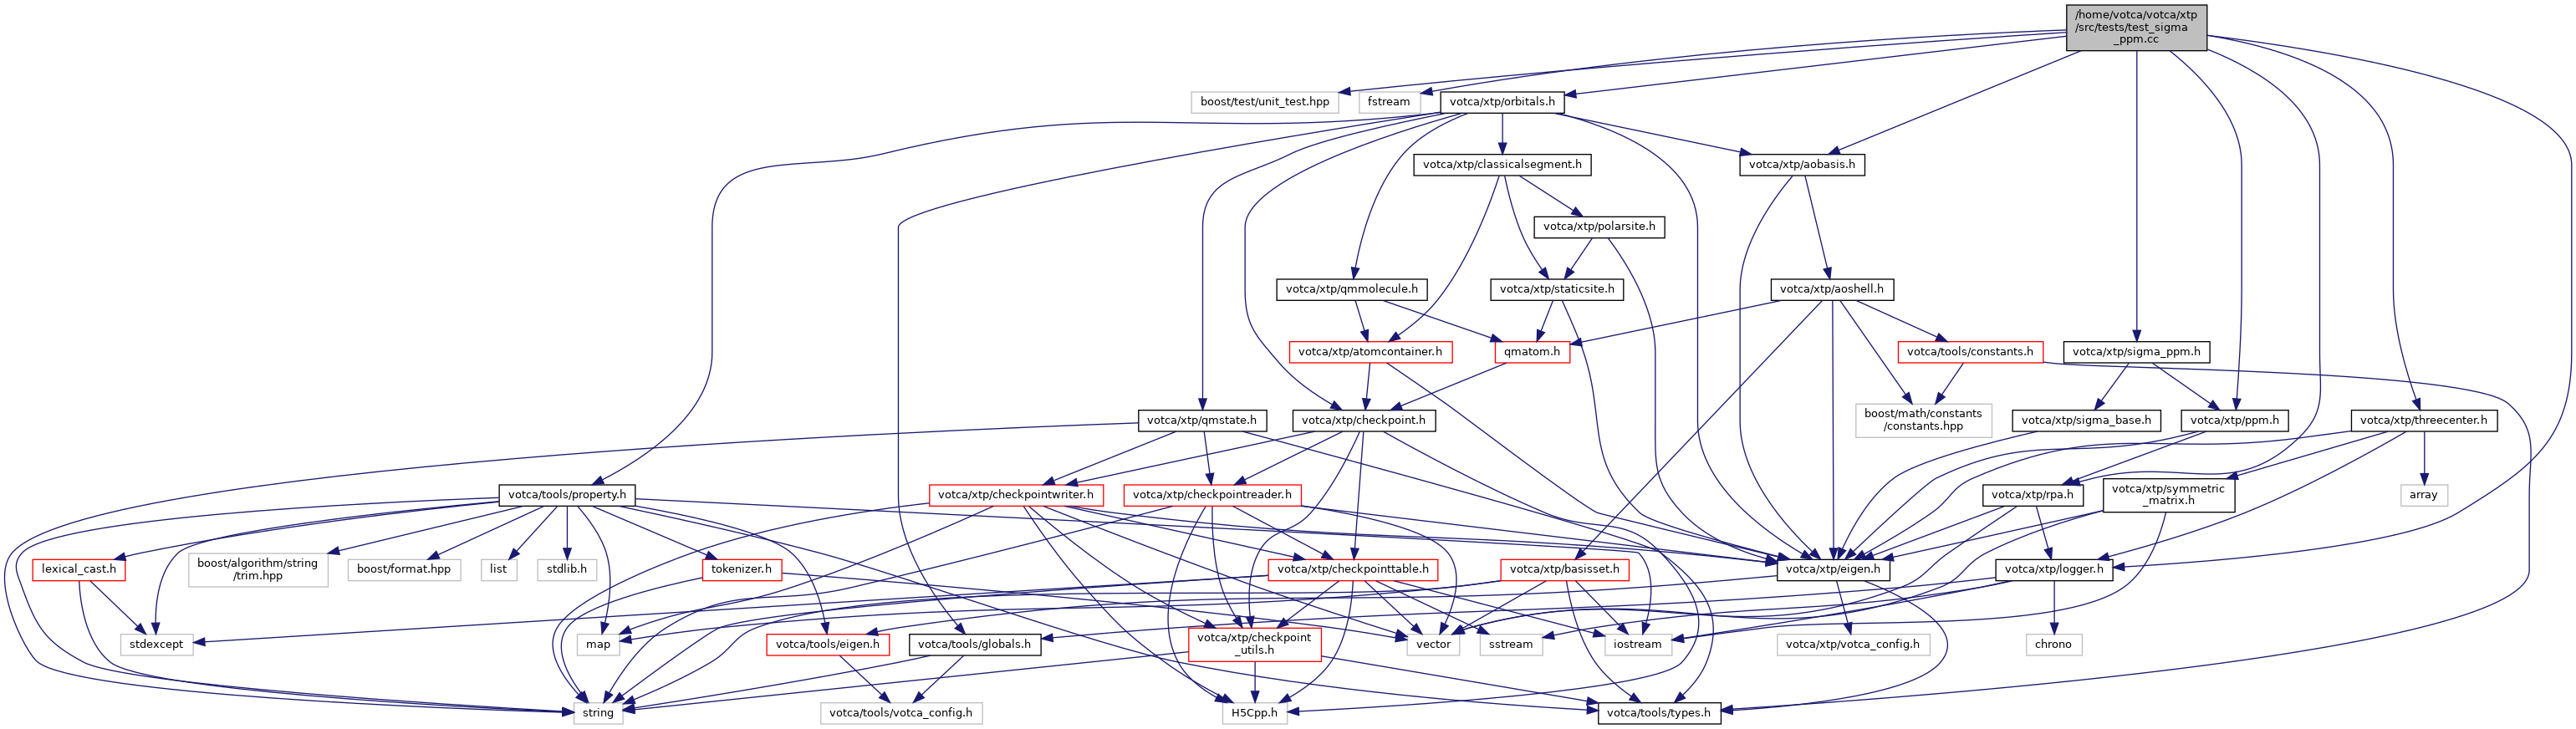 /home/votca/votca/xtp
/src/tests/test_sigma
_ppm.cc
boost/test/unit_test.hpp
fstream
votca/xtp/orbitals.h
votca/xtp/classicalsegment.h
votca/xtp/aobasis.h
votca/xtp/polarsite.h
votca/xtp/qmmolecule.h
votca/xtp/staticsite.h
votca/xtp/aoshell.h
votca/xtp/atomcontainer.h
qmatom.h
votca/tools/constants.h
votca/xtp/sigma_ppm.h
votca/xtp/qmstate.h
votca/xtp/checkpoint.h
boost/math/constants
/constants.hpp
votca/xtp/sigma_base.h
votca/xtp/ppm.h
votca/xtp/threecenter.h
votca/tools/property.h
votca/xtp/checkpointwriter.h
votca/xtp/checkpointreader.h
votca/xtp/rpa.h
votca/xtp/symmetric
_matrix.h
array
lexical_cast.h
boost/algorithm/string
/trim.hpp
boost/format.hpp
list
stdlib.h
tokenizer.h
votca/xtp/checkpointtable.h
votca/xtp/basisset.h
votca/xtp/eigen.h
votca/xtp/logger.h
stdexcept
map
votca/tools/eigen.h
votca/tools/globals.h
votca/xtp/checkpoint
_utils.h
vector
sstream
iostream
votca/xtp/votca_config.h
chrono
string
votca/tools/votca_config.h
H5Cpp.h
votca/tools/types.h